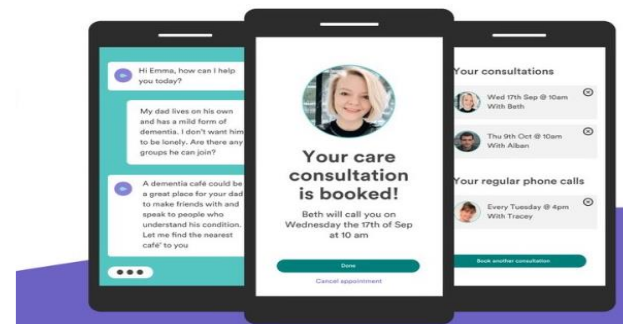 Hi Emma, how can I help
you today?
My dad lives on his own
and has a mild form of
dementia. I don't want him
to be lonely. Are there any
groups he can join?
A dementia café could be
a great place for your dad
to make friends with and
speak to people who
understand his condition.
Let me find the nearest
café' to you
Your care
consultation
is booked!
Beth will call you on
Wednesday the 17th of Sep
at 10 am
Done
Cancel appointment
Your consultations
Wed 17th Sep @ 10am
With Beth
Thu 9th Oct @ 10am
With Alban
Your regular phone calls
Every Tuesday @ 4pm
With Tracey
Book another consultation